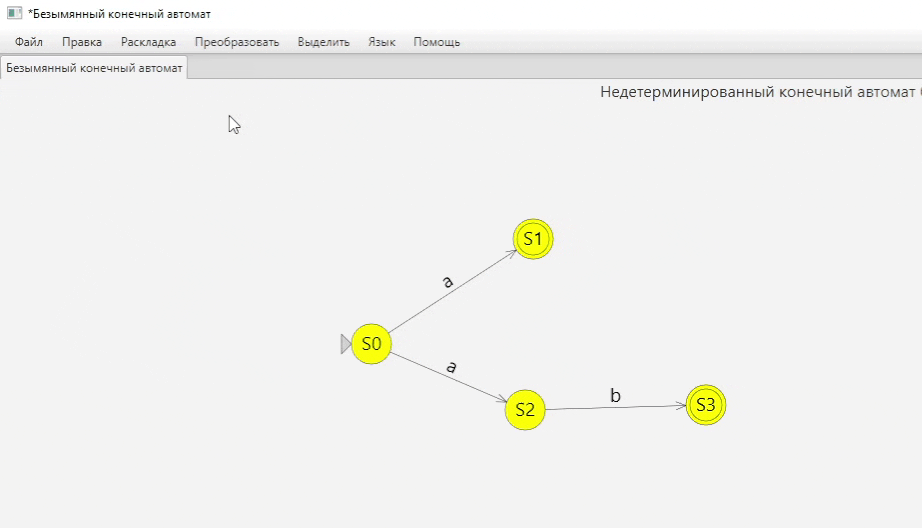 *Безымянный конечный автомат
Файл Правка Раскладка Преобразовать Выделить Язык Помощь
Безымянный конечный автомат
Недетерминированный конечный автомат
S1
a
S0
a
b
S2
S3